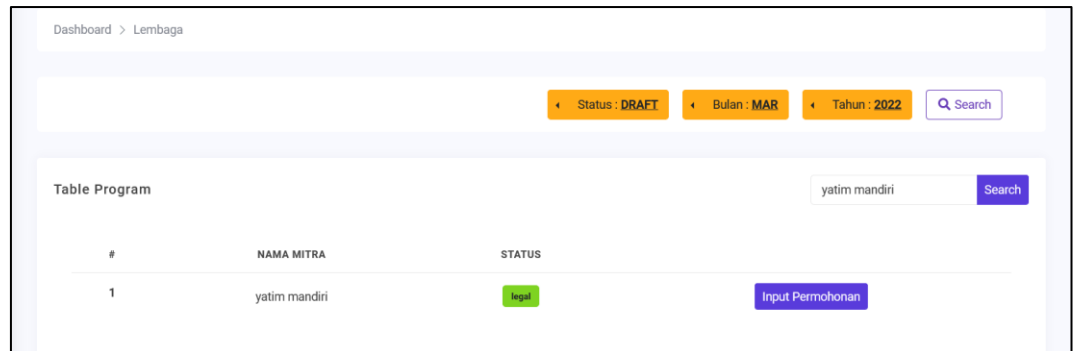 Dashboard > Lembaga
Status : DRAFT Bulan : MAR Tahun : 2022 Search
Table Program yatim mandiri Search
# NAMA MITRA STATUS
1 yatim mandiri legal Input Permohonan